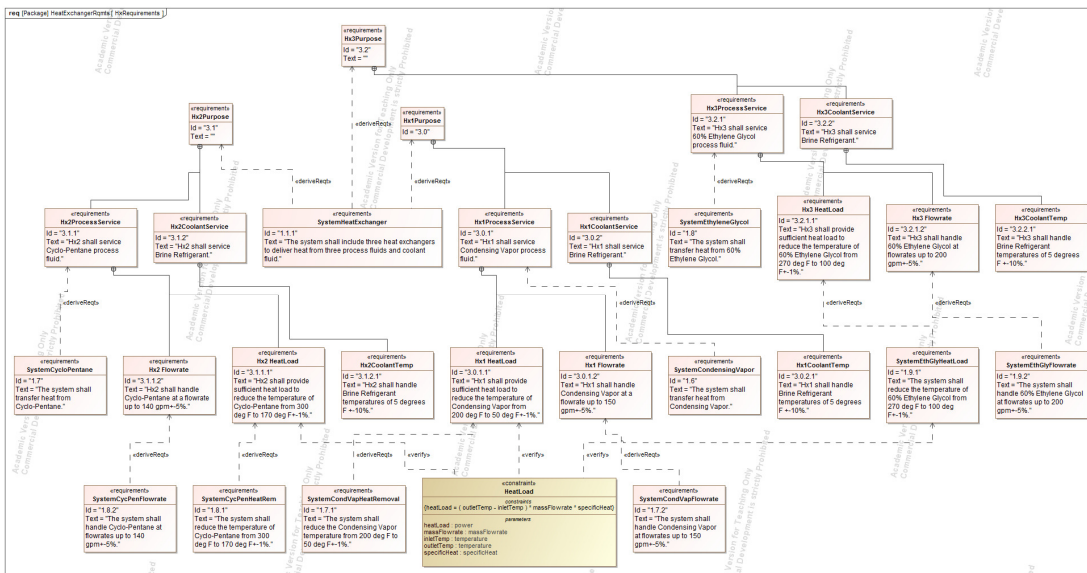 req [Package] HeatExchangerRqmts [ HxRequirements ]
«requirement»
Hx3Purpose
Id = "3.2"
Text = ""
«requirement»
Hx2Purpose
Id = "3.1"
Text = ""
«requirement»
Hx1Purpose
Id = "3.0"
«requirement»
Hx3ProcessService
Id = "3.2.1"
Text = "Hx3 shall service
60% Ethylene Glycol
process fluid."
«requirement»
Hx3CoolantService
Id = "3.2.2"
Text = "Hx3 shall service
Brine Refrigerant."
«deriveReqt»
«deriveReqt»
«deriveReqt»
«deriveReqt»
«requirement»
Hx2ProcessService
Id = "3.1.1"
Text = "Hx2 shall service
Cyclo-Pentane process
fluid."
«requirement»
Hx2CoolantService
Id = "3.1.2"
Text = "Hx2 shall service
Brine Refrigerant."
«requirement»
SystemHeatExchanger
Id = "1.1.1"
Text = "The system shall include three heat exchangers
to deliver heat from three process fluids and coolant
fluids."
«requirement»
Hx1ProcessService
Id = "3.0.1"
Text = "Hx1 shall service
Condensing Vapor process
fluid."
«requirement»
Hx1CoolantService
Id = "3.0.2"
Text = "Hx1 shall service
Brine Refrigerant."
«requirement»
SystemEthyleneGlycol
Id = "1.8"
Text = "The system shall
transfer heat from 60%
Ethylene Glycol."
«requirement»
Hx3 HeatLoad
Id = "3.2.1.1"
Text = "Hx3 shall provide
sufficient heat load to
reduce the temperature of
60% Ethylene Glycol from
270 deg F to 100 deg
F+-1%."
«requirement»
Hx3 Flowrate
Id = "3.2.1.2"
Text = "Hx3 shall handle
60% Ethylene Glycol at
flowrates up to 200
gpm+-5%."
«requirement»
Hx3CoolantTemp
Id = "3.2.2.1"
Text = "Hx3 shall handle
Brine Refrigerant
temperatures of 5 degrees
F +-10%."
«deriveReqt»
«deriveReqt»
«deriveReqt»
«deriveReqt»
«deriveReqt»
«requirement»
SystemCycloPentane
Id = "1.7"
Text = "The system shall
transfer heat from
Cyclo-Pentane."
«requirement»
Hx2 Flowrate
Id = "3.1.1.2"
Text = "Hx2 shall handle
Cyclo-Pentane at a flowrate
up to 140 gpm+-5%."
«requirement»
Hx2 HeatLoad
Id = "3.1.1.1"
Text = "Hx2 shall provide
sufficient heat load to
reduce the temperature of
Cyclo-Pentane from 300
deg F to 170 deg F+-1%."
«requirement»
Hx2CoolantTemp
Id = "3.1.2.1"
Text = "Hx2 shall handle
Brine Refrigerant
temperatures of 5 degrees
F +-10%."
«requirement»
Hx1 HeatLoad
Id = "3.0.1.1"
Text = "Hx1 shall provide
sufficient heat load to
reduce the temperature of
Condensing Vapor from
200 deg F to 50 deg F+-1%."
«requirement»
Hx1 Flowrate
Id = "3.0.1.2"
Text = "Hx1 shall handle
Condensing Vapor at a
flowrate up to 150
gpm+-5%."
«requirement»
SystemCondensingVapor
Id = "1.6"
Text = "The system shall
transfer heat from
Condensing Vapor."
«requirement»
Hx1CoolantTemp
Id = "3.0.2.1"
Text = "Hx1 shall handle
Brine Refrigerant
temperatures of 5 degrees
F +-10%."
«requirement»
SystemEthGlyHeatLoad
Id = "1.9.1"
Text = "The system shall
reduce the temperature of
60% Ethylene Glycol from
270 deg F to 100 deg
F+-1%."
«requirement»
SystemEthGlyFlowrate
Id = "1.9.2"
Text = "The system shall
handle 60% Ethylene Glycol
at flowrates up to 200
gpm+-5%."
«deriveReqt»
«deriveReqt»
«deriveReqt»
«verify»
«verify»
«verify»
«deriveReqt»
«requirement»
SystemCycPenFlowrate
Id = "1.8.2"
Text = "The system shall
handle Cyclo-Pentane at
flowrates up to 140
gpm+-5%."
«requirement»
SystemCycPenHeatRem
Id = "1.8.1"
Text = "The system shall
reduce the temperature of
Cyclo-Pentane from 300
deg F to 170 deg F+-1%."
«requirement»
SystemCondVapHeatRemoval
Id = "1.7.1"
Text = "The system shall
reduce the Condensing Vapor
temperature from 200 deg F to
50 deg F+-1%."
«constraint»
HeatLoad
constraints
{heatLoad = ( outletTemp - inletTemp ) * massFlowrate * specificHeat}
parameters
heatLoad : power
massFlowrate : massFlowrate
inletTemp : temperature
outletTemp : temperature
specificHeat : specificHeat
«requirement»
SystemCondVapFlowrate
Id = "1.7.2"
Text = "The system shall
handle Condensing Vapor
at flowrates up to 150
gpm+-5%."
Academic Version for Teaching Only
Commercial Development is strictly Prohibited